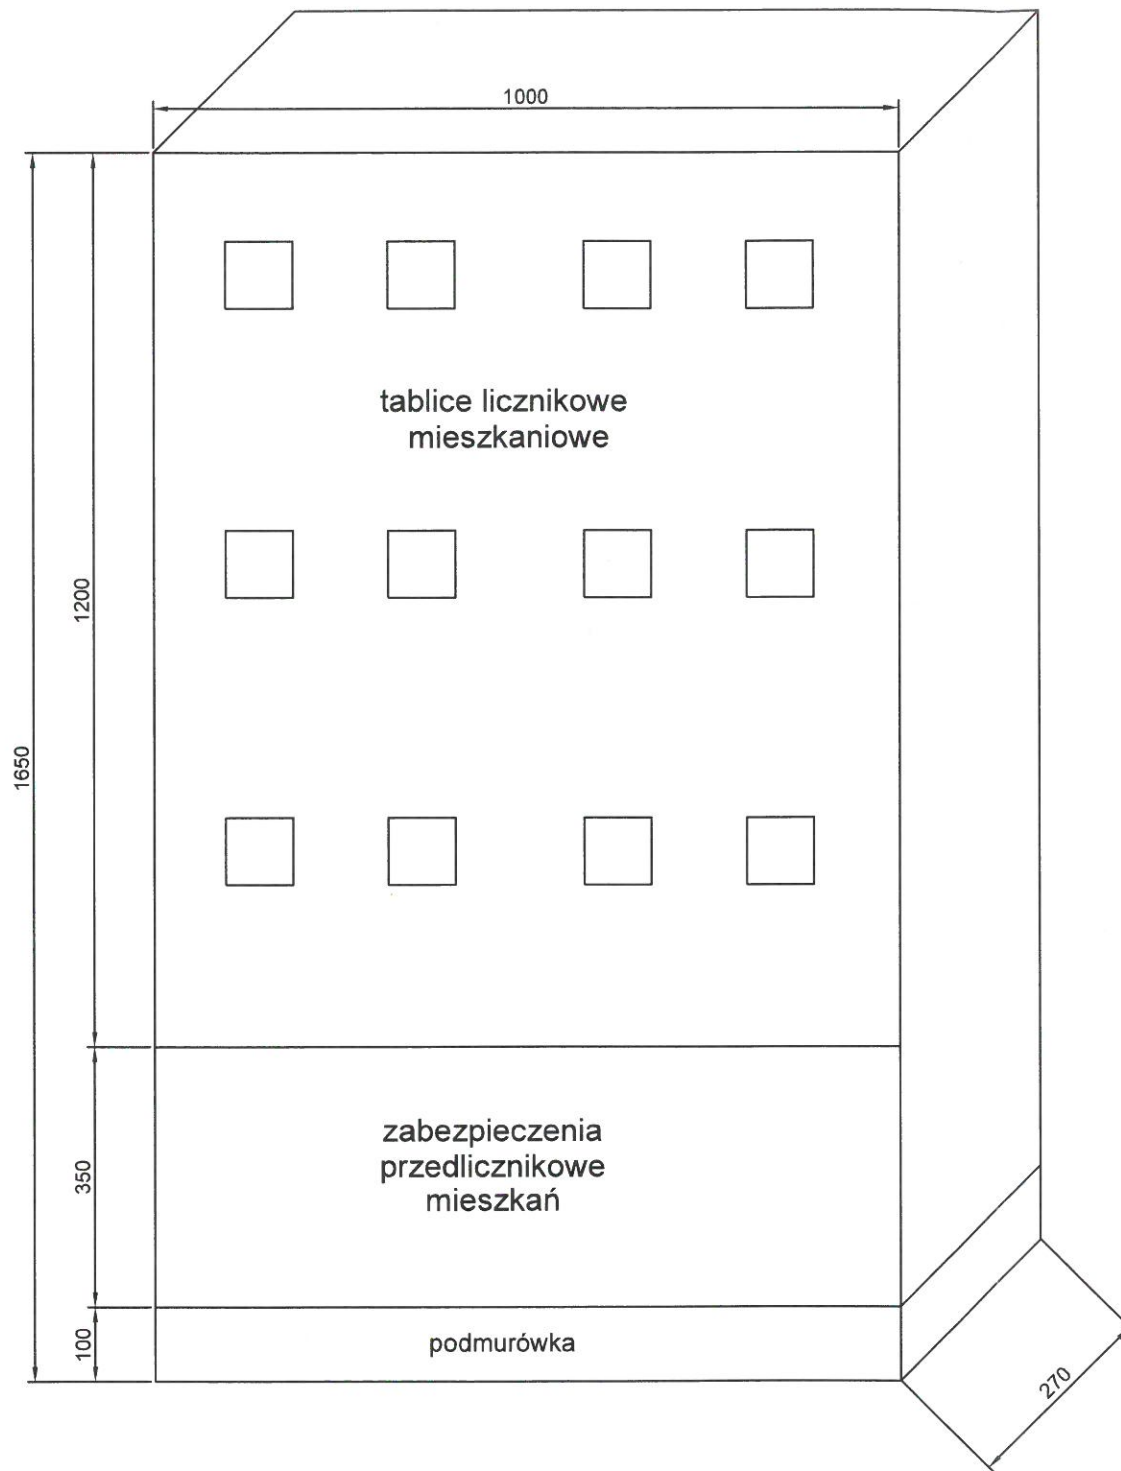 1000
tablice licznikowe
mieszkaniowe
1200
1650
zabezpieczenia
przedlicznikowe
mieszkań
350
podmurówka
100
270